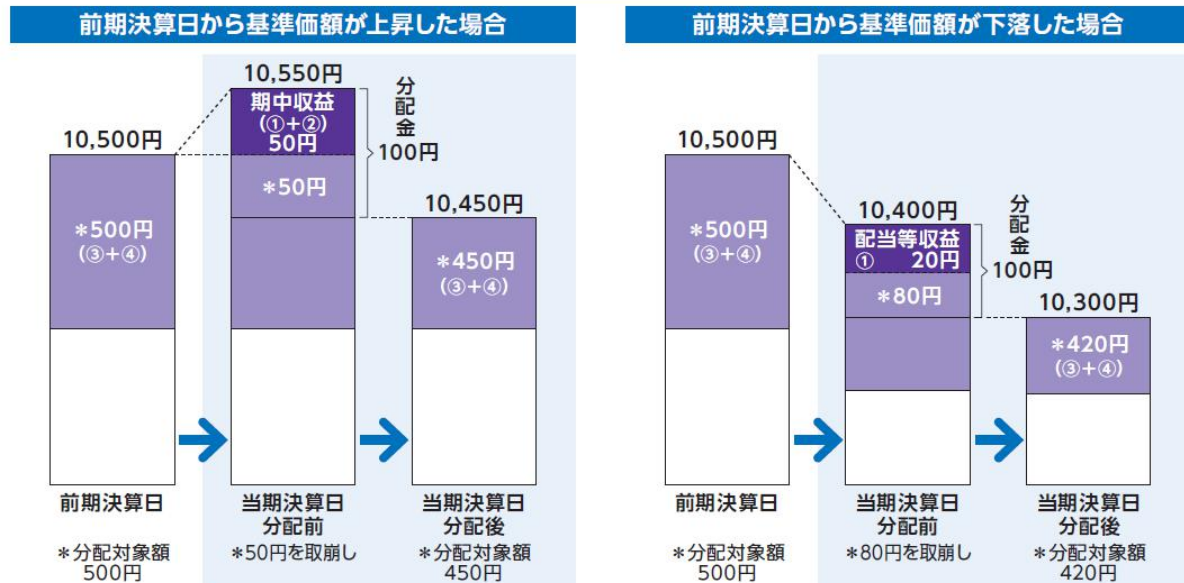 前期決算日から基準価額が上昇した場合
10,550円
期中収益
(①+②)
50円
分配金
100円
10,500円
*50円
*500円
(③+④)
10,450円
*450円
(③+④)
前期決算日
当期決算日
分配前
当期決算日
分配後
*分配対象額
500円
*50円を取崩し
*分配対象額
450円
前期決算日から基準価額が下落した場合
10,500円
*500円
(③+④)
10,400円
配当等収益
① 20円
分配金
100円
*80円
10,300円
*420円
(③+④)
前期決算日
当期決算日
分配前
当期決算日
分配後
*分配対象額
500円
*80円を取崩し
*分配対象額
420円